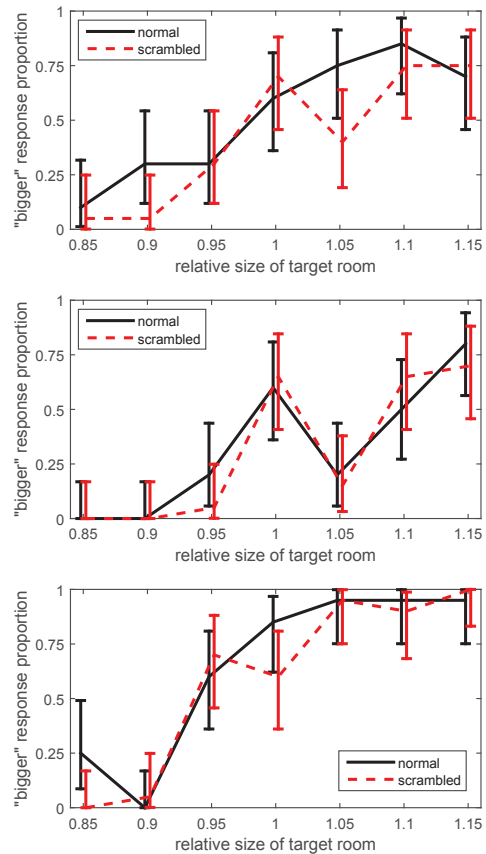 1
0.75
0.5
0.25
0
"bigger" response proportion
normal
scrambled
0.85 0.9 0.95 1 1.05 1.1 1.15
relative size of target room
1
0.75
0.5
0.25
0
"bigger" response proportion
normal
scrambled
0.85 0.9 0.95 1 1.05 1.1 1.15
relative size of target room
1
0.75
0.5
0.25
0
"bigger" response proportion
normal
scrambled
0.85 0.9 0.95 1 1.05 1.1 1.15
relative size of target room